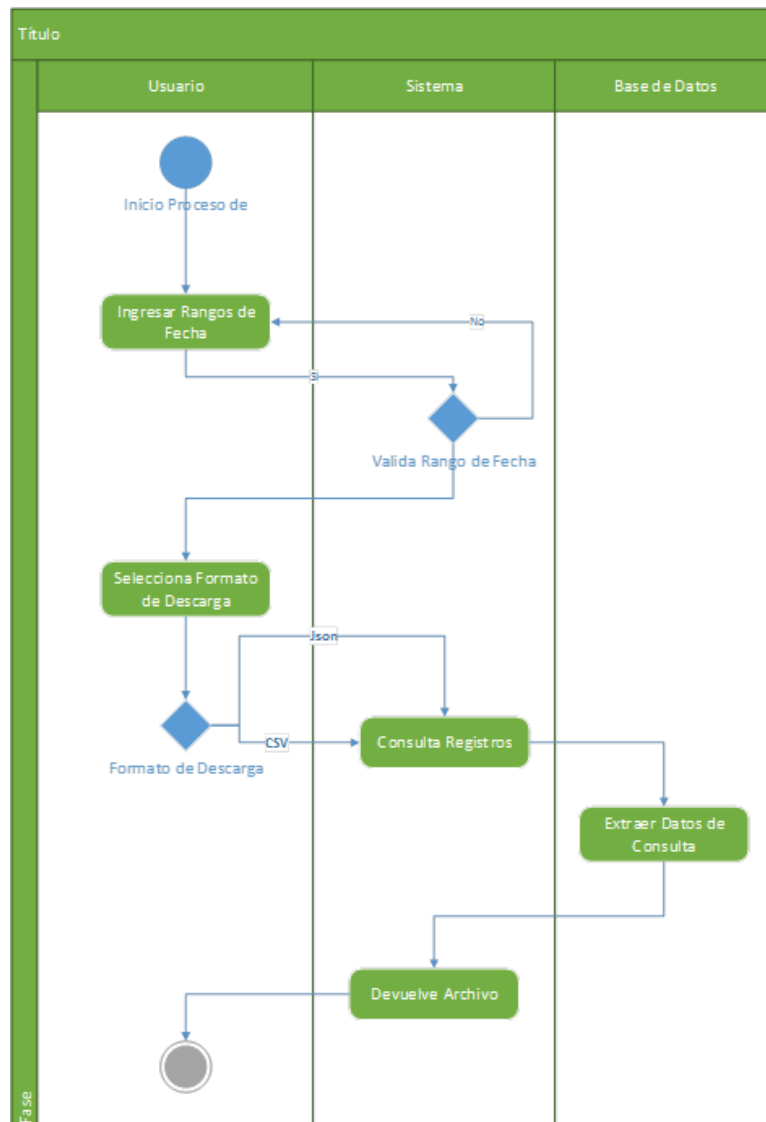 Título
Usuario
Sistema
Base de Datos
Inicio Proceso de
Ingresar Rangos de
Fecha
No
Si
Valida Rango de Fecha
Selecciona Formato
de Descarga
Json
CSV
Formato de Descarga
Consulta Registros
Extraer Datos de
Consulta
Devuelve Archivo
Fase